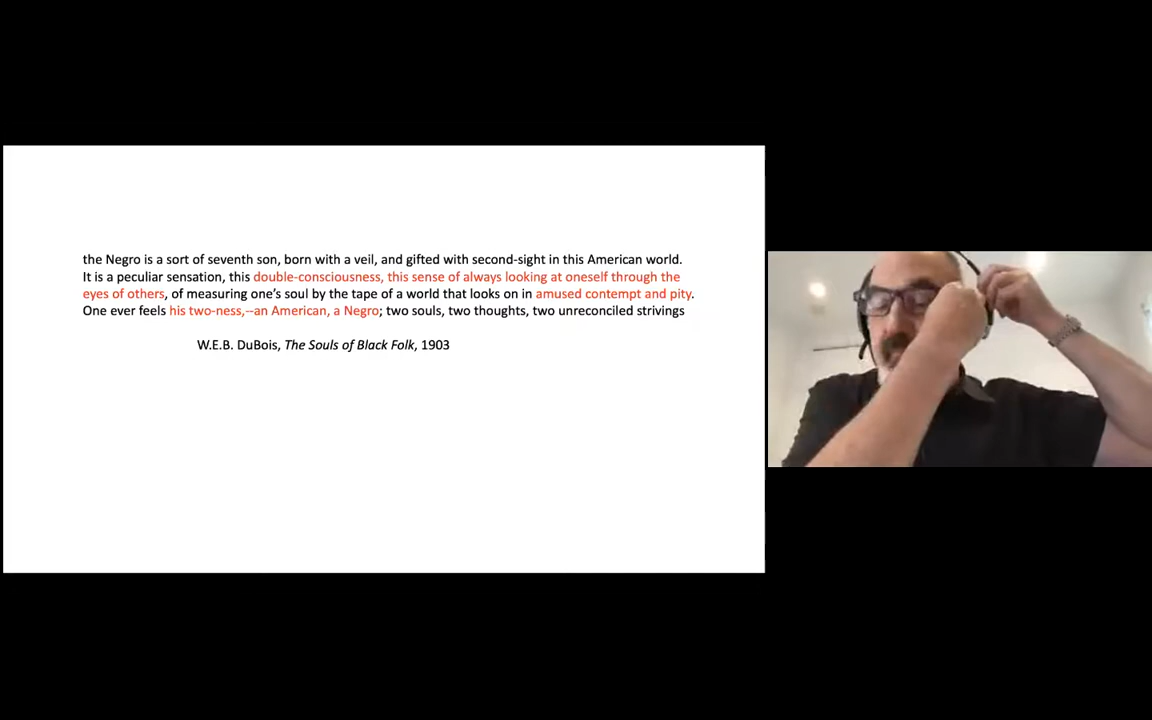 the Negro is a sort of seventh son, born with a veil, and gifted with second-sight in this American world.
It is a peculiar sensation, this double-consciousness, this sense of always looking at oneself through the
eyes of others, of measuring one’s soul by the tape of a world that looks on in amused contempt and pity.
One ever feels his two-ness,--an American, a Negro; two souls, two thoughts, two unreconciled strivings
W.E.B. DuBois, The Souls of Black Folk, 1903